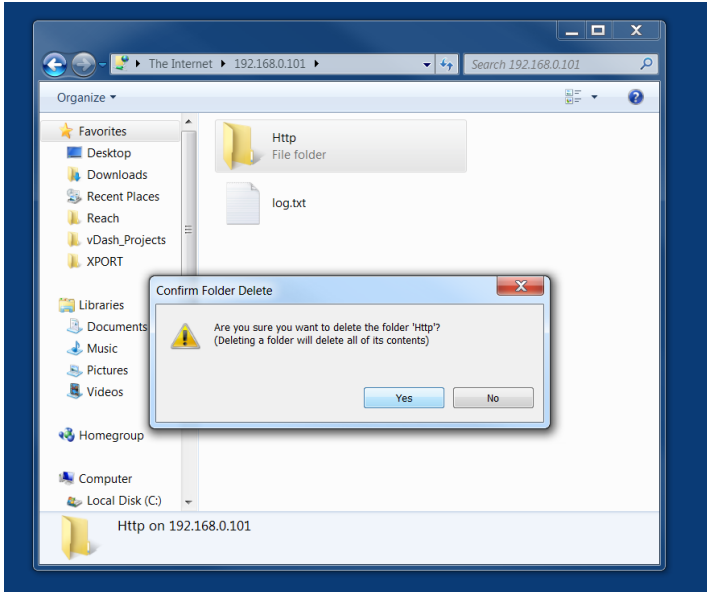 The Internet 192.168.0.101
Search 192.168.0.101
Organize
Favorites
Desktop
Downloads
Recent Places
Reach
vDash_Projects
XPORT
Libraries
Documents
Music
Pictures
Videos
Homegroup
Computer
Local Disk (C:)
Http
File folder
log.txt
Confirm Folder Delete
Are you sure you want to delete the folder 'Http'?
(Deleting a folder will delete all of its contents)
Yes No
Http on 192.168.0.101